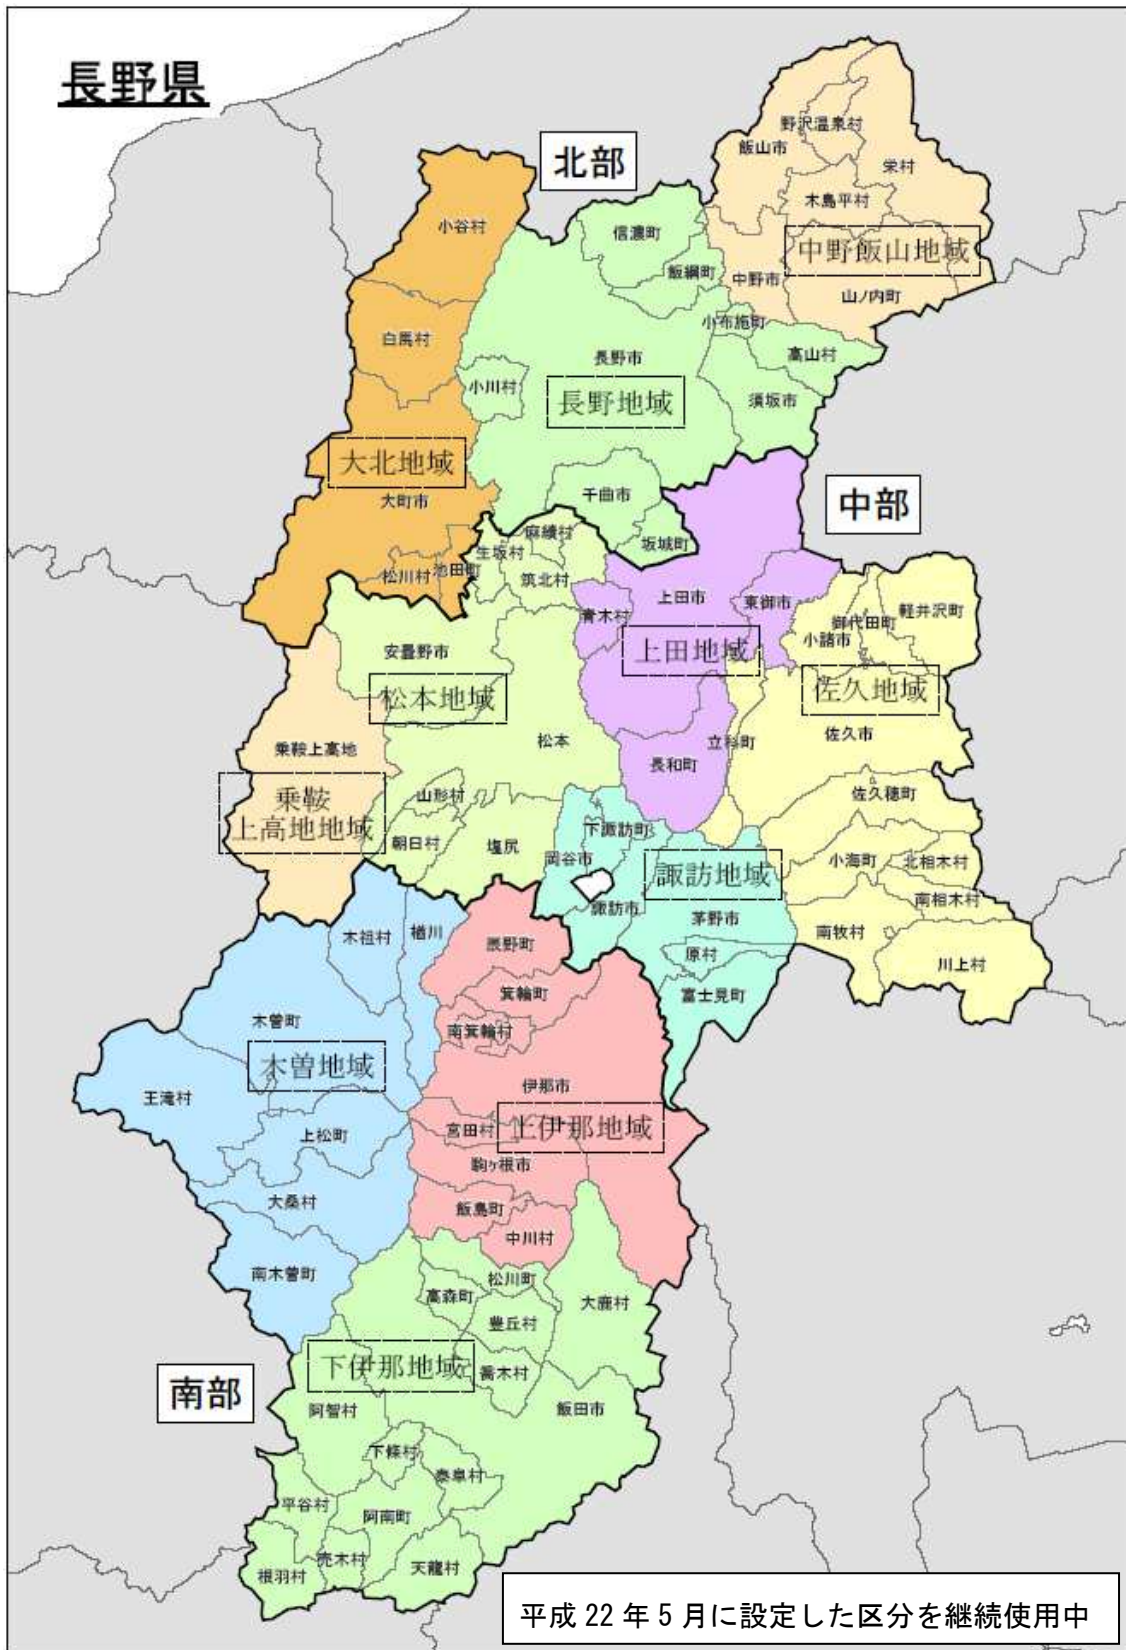 長野県
北部
野沢温泉村
飯山市
栄村
木島平村
小谷村
信濃町
中野飯山地域
飯綱町
中野市
山ノ内町
小布施町
白馬村
長野市
高山村
小川村
長野地域
須坂市
大北地域
千曲市
中部
大町市
坂城町
麻績村
生坂村
松川村
池田町
筑北村
青木村
上田市
東御市
軽井沢町
御代田町
小諸市
安曇野市
上田地域
松本地域
佐久地域
乗鞍上高地
松本
立科町
佐久市
長和町
乗鞍
上高地地域
山形村
佐久穂町
朝日村
塩尻
下諏訪町
岡谷市
諏訪地域
小海町
北相木村
南相木村
諏訪市
茅野市
木祖村
楢川
辰野町
南牧村
原村
川上村
箕輪町
富士見町
木曽町
南箕輪村
木曽地域
伊那市
王滝村
上松町
宮田村
上伊那地域
駒ヶ根市
大桑村
飯島町
中川村
南木曽町
松川町
高森町
大鹿村
豊丘村
下伊那地域
喬木村
南部
阿智村
飯田市
下條村
泰阜村
平谷村
阿南町
売木村
天龍村
根羽村
平成 22 年 5 月に設定した区分を継続使用中